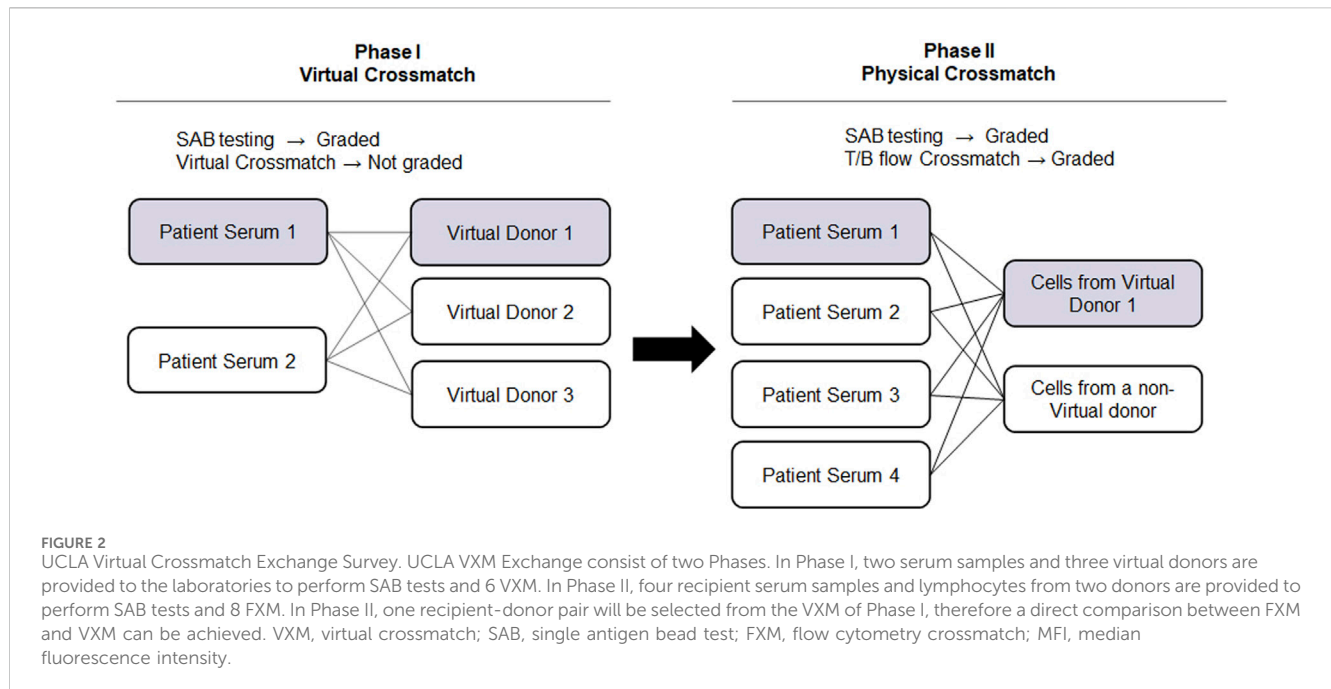 Phase I
Virtual Crossmatch
SAB testing → Graded
Virtual Crossmatch → Not graded
Patient Serum 1
Patient Serum 2
Virtual Donor 1
Virtual Donor 2
Virtual Donor 3
Phase II
Physical Crossmatch
SAB testing → Graded
T/B flow Crossmatch → Graded
Patient Serum 1
Patient Serum 2
Patient Serum 3
Patient Serum 4
Cells from Virtual
Donor 1
Cells from a non-
Virtual donor
FIGURE 2
UCLA Virtual Crossmatch Exchange Survey. UCLA VXM Exchange consist of two Phases. In Phase I, two serum samples and three virtual donors are
provided to the laboratories to perform SAB tests and 6 VXM. In Phase II, four recipient serum samples and lymphocytes from two donors are provided to
perform SAB tests and 8 FXM. In Phase II, one recipient-donor pair will be selected from the VXM of Phase I, therefore a direct comparison between FXM
and VXM can be achieved. VXM, virtual crossmatch; SAB, single antigen bead test; FXM, flow cytometry crossmatch; MFI, median
fluorescence intensity.